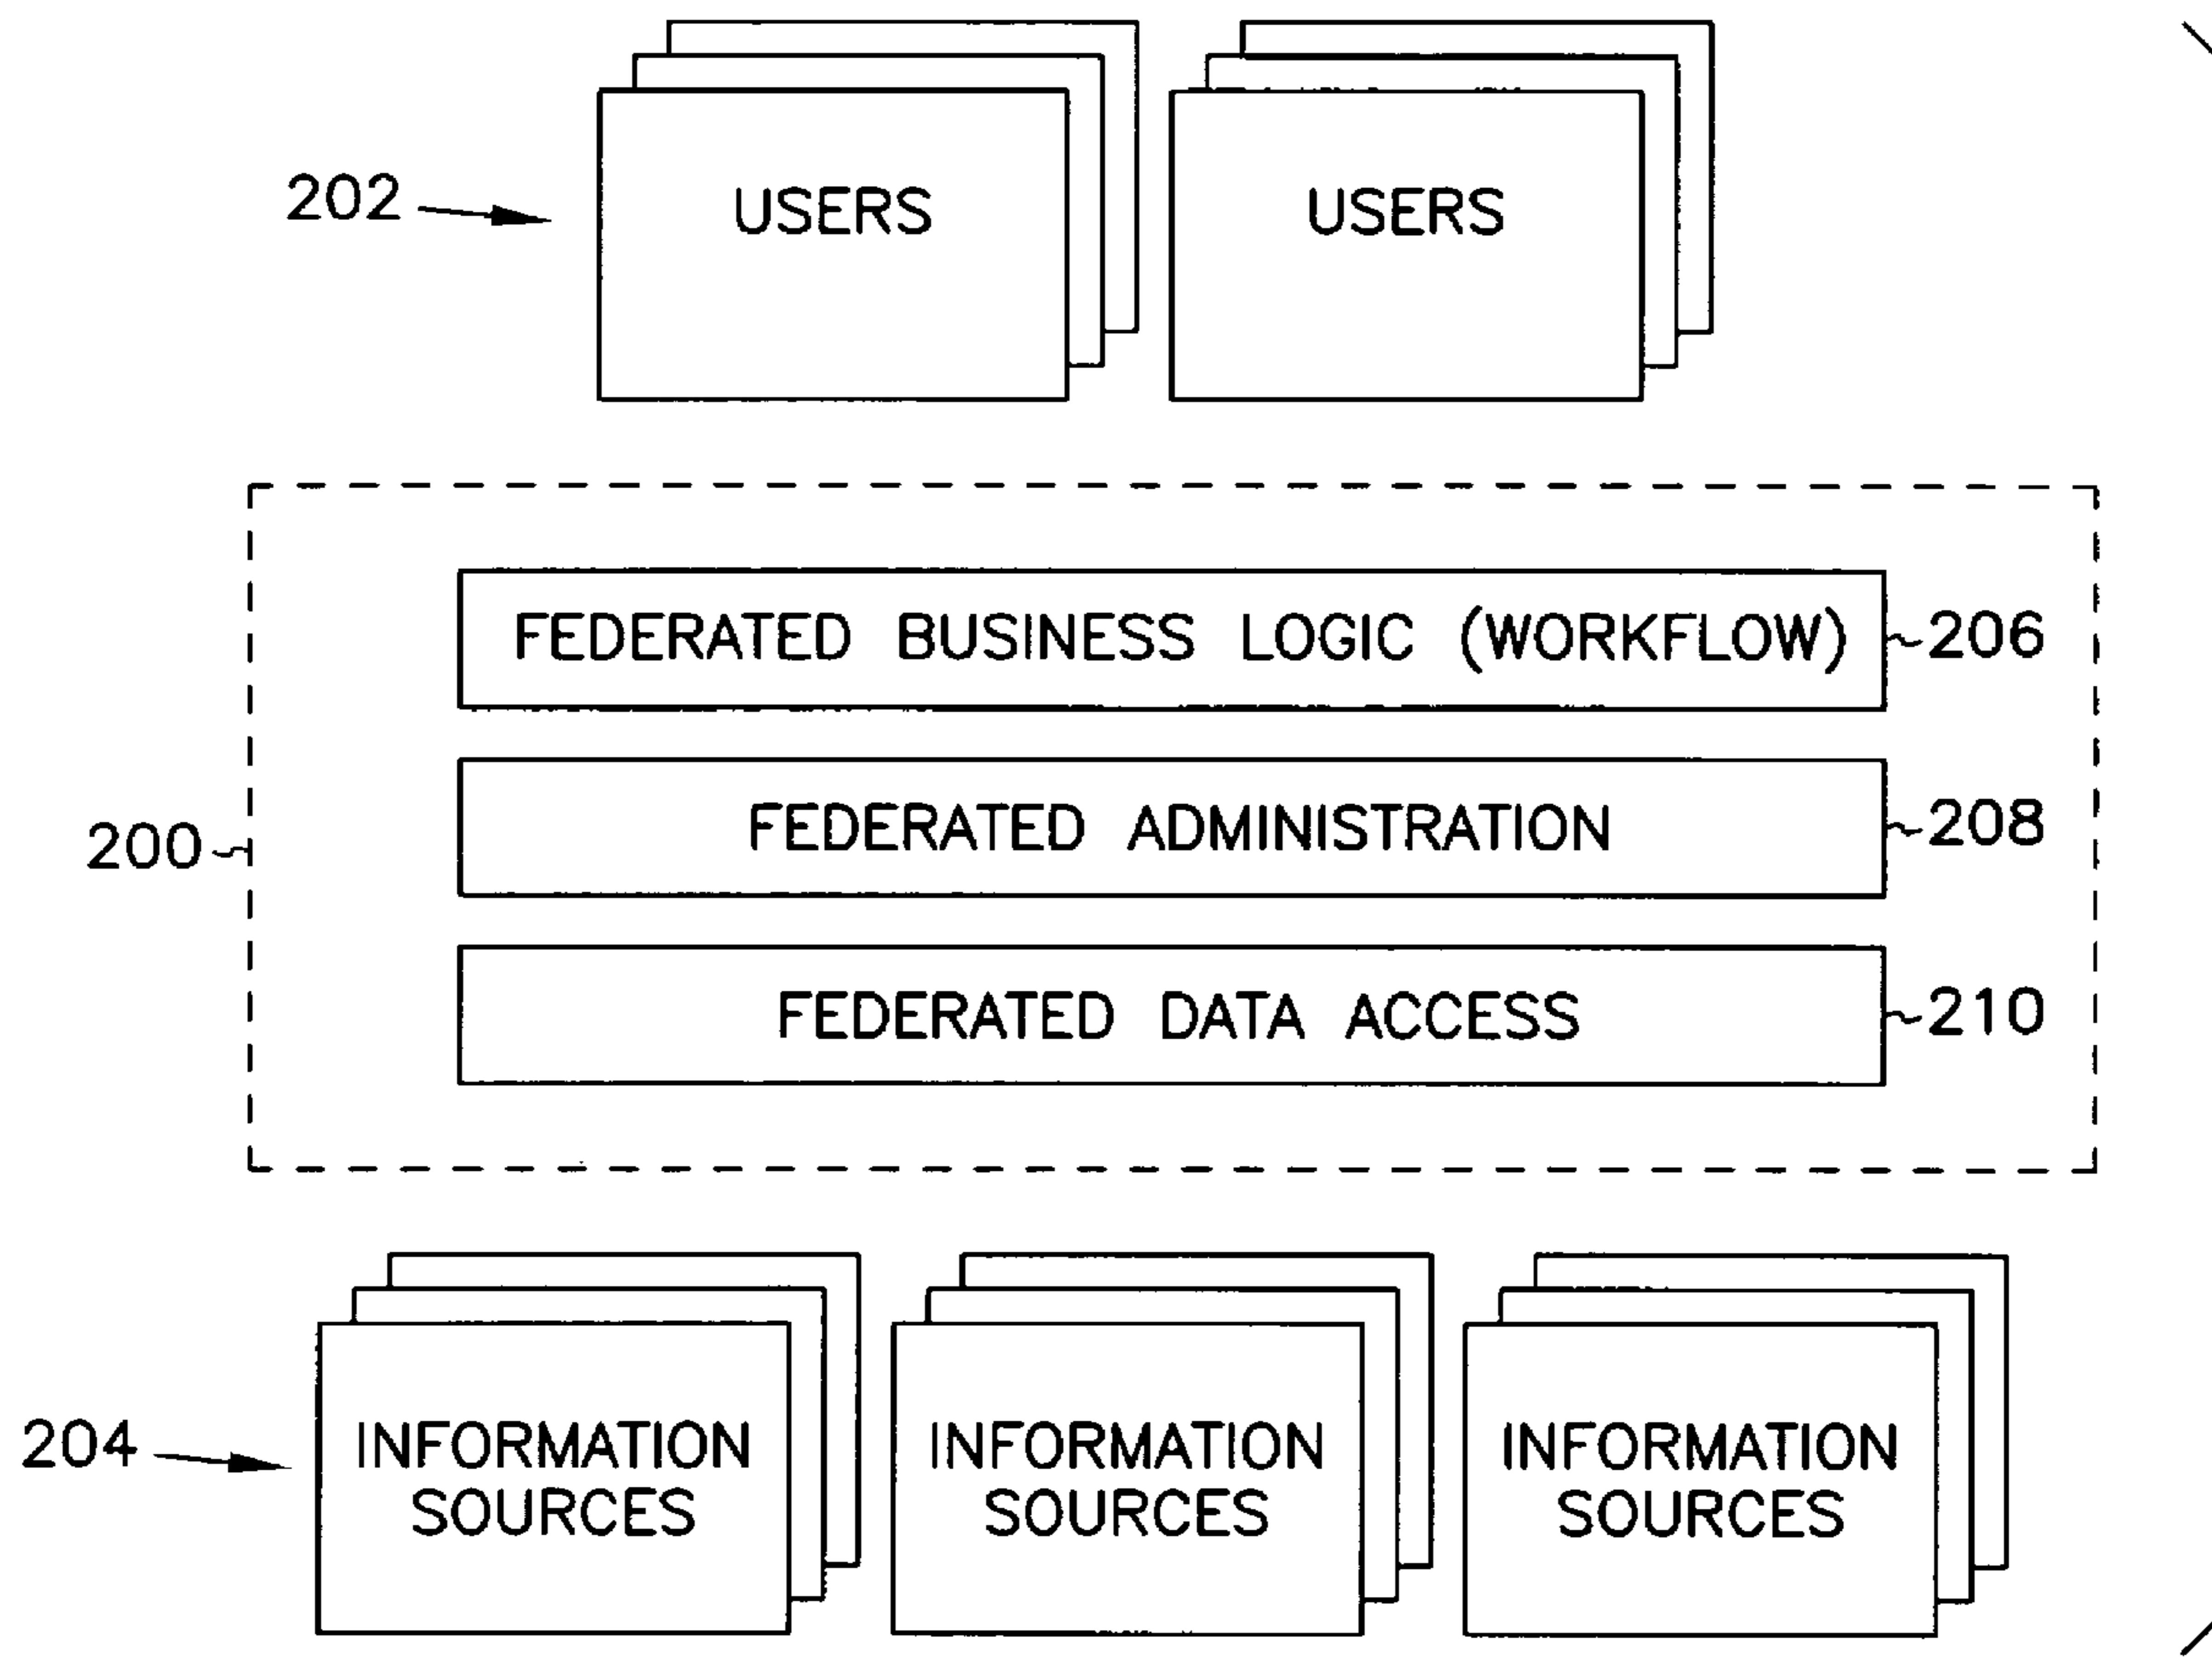 202
USERS
USERS
FEDERATED BUSINESS LOGIC (WORKFLOW)
206
FEDERATED ADMINISTRATION
208
200
FEDERATED DATA ACCESS
210
204
INFORMATION
SOURCES
INFORMATION
SOURCES
INFORMATION
SOURCES